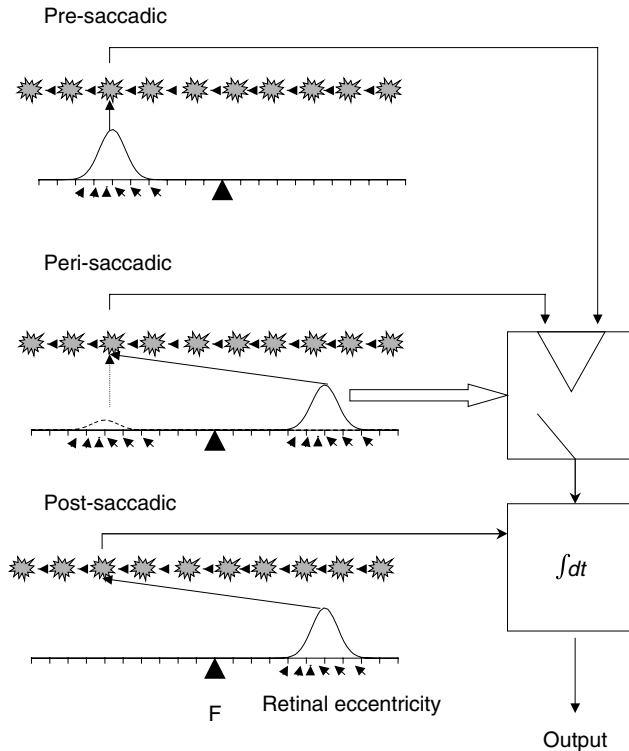 Pre-saccadic
Peri-saccadic
Post-saccadic
∫dt
F
Retinal eccentricity
Output